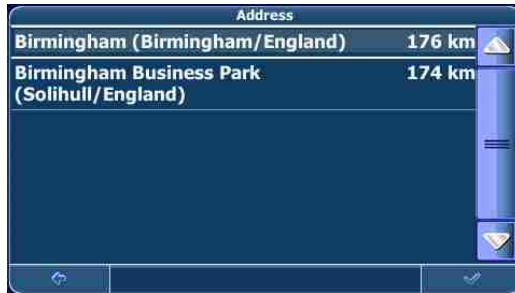 Address
Birmingham (Birmingham/England) 176 km
Birmingham Business Park 174 km
(Solihull/England)